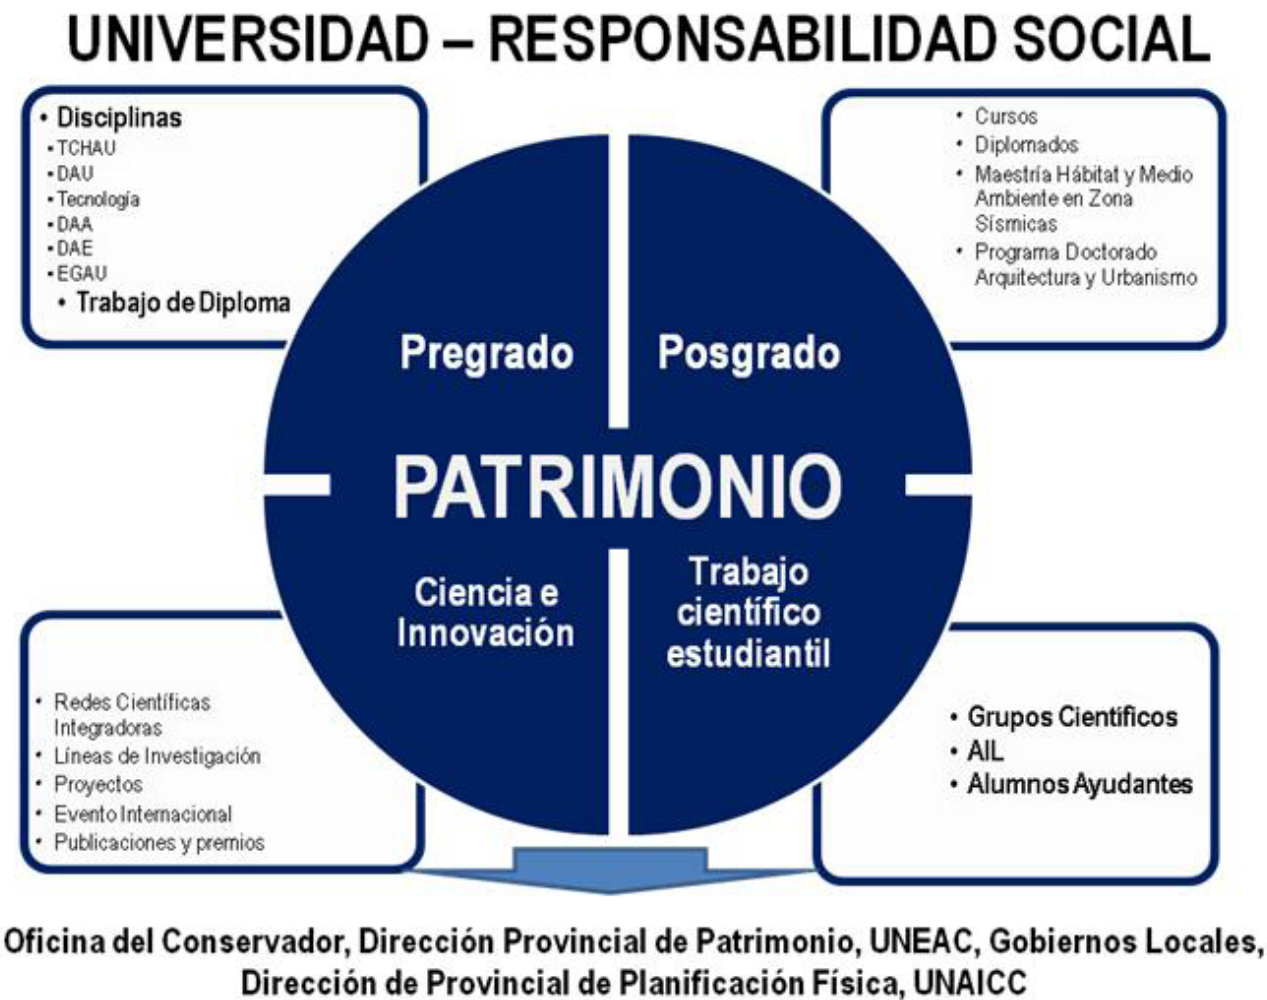 UNIVERSIDAD – RESPONSABILIDAD SOCIAL
• Disciplinas
▪ TCHAU
▪ DAU
▪ Tecnología
▪ DAA
▪ DAE
▪ EGAU
• Trabajo de Diploma
• Cursos
• Diplomados
• Maestría Hábitat y Medio
Ambiente en Zona
Sísmicas
• Programa Doctorado
Arquitectura y Urbanismo
Pregrado
Posgrado
PATRIMONIO
Ciencia e
Innovación
Trabajo
científico
estudiantil
• Redes Científicas
Integradoras
• Líneas de Investigación
• Proyectos
• Evento Internacional
• Publicaciones y premios
• Grupos Científicos
• AIL
• Alumnos Ayudantes
Oficina del Conservador, Dirección Provincial de Patrimonio, UNEAC, Gobiernos Locales,
Dirección de Provincial de Planificación Física, UNAICC